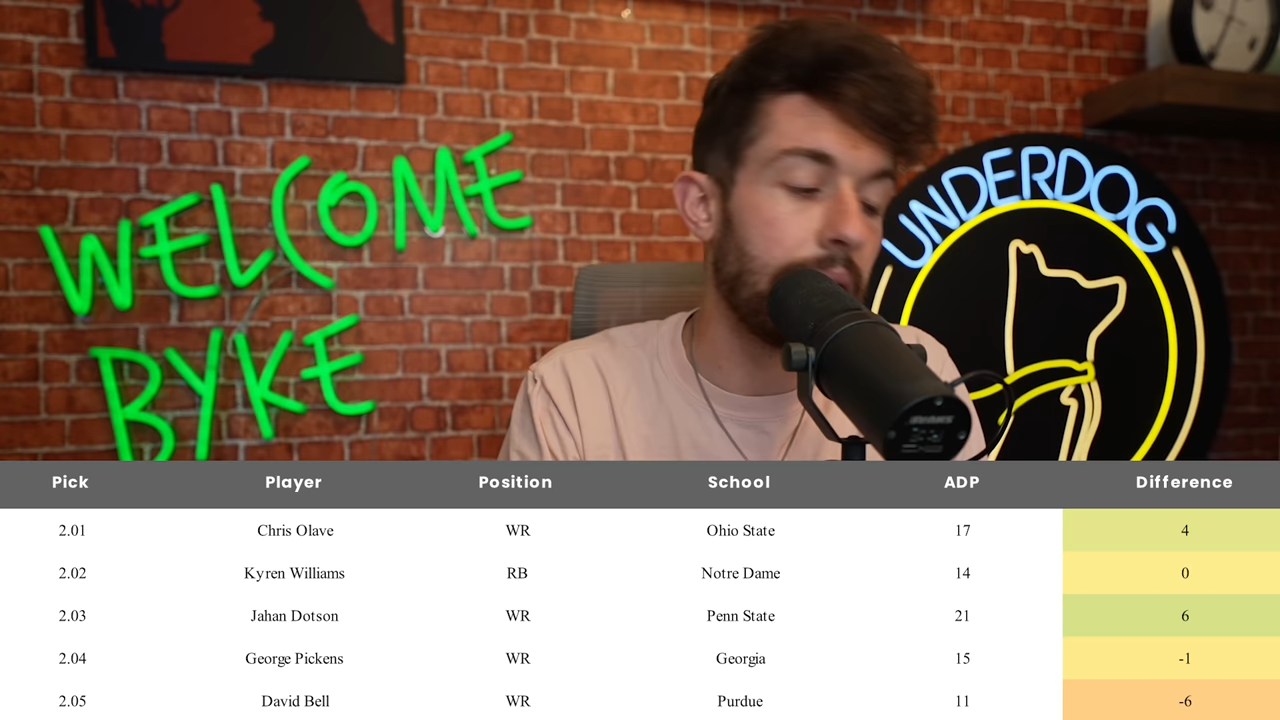 WELCOME
BYKE
UNDERDOG
Pick Player Position School ADP Difference
2.01 Chris Olave WR Ohio State 17 4
2.02 Kyren Williams RB Notre Dame 14 0
2.03 Jahan Dotson WR Penn State 21 6
2.04 George Pickens WR Georgia 15 -1
2.05 David Bell WR Purdue 11 -6